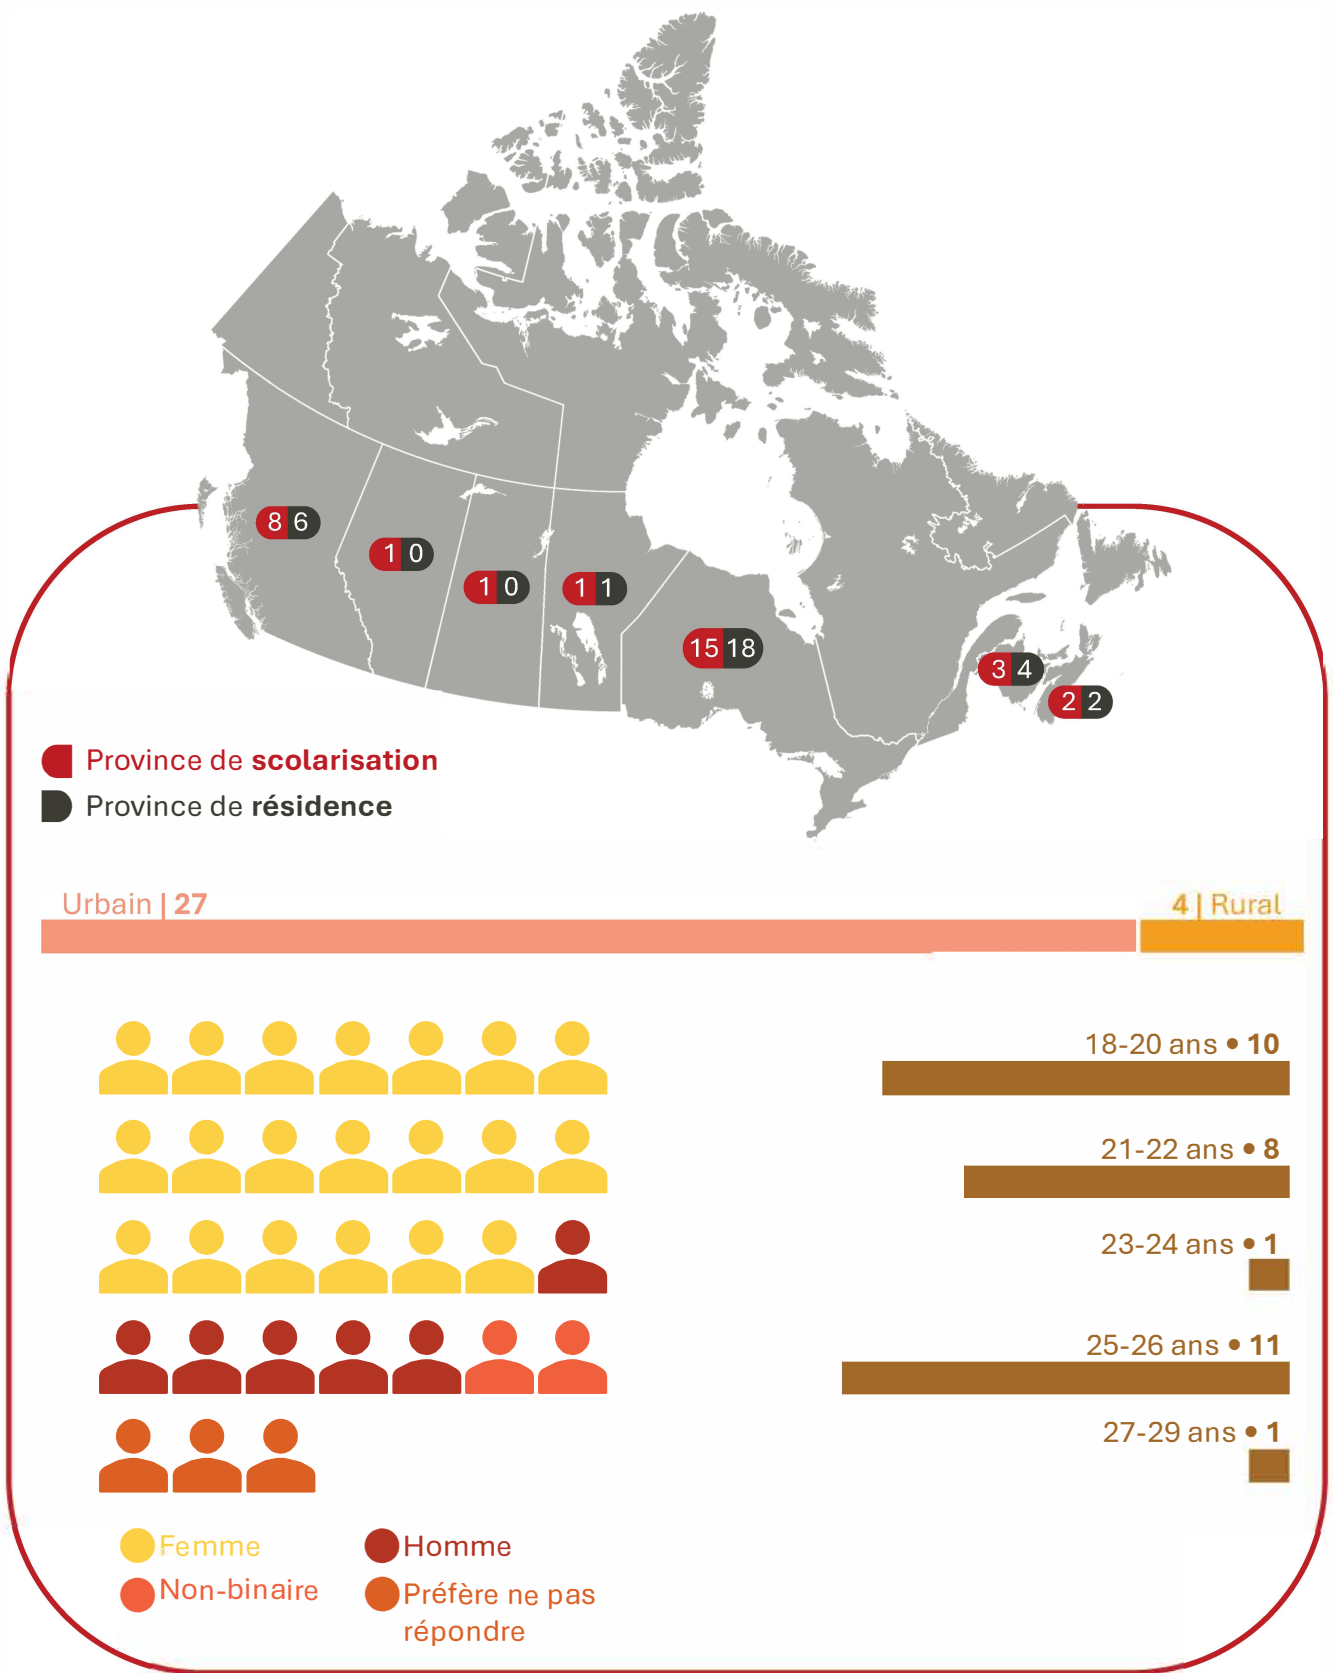 8 6
1 0
1 0
1 1
15 18
3 4
2 2
Province de scolarisation
Province de résidence
Urbain | 27
4 | Rural
18-20 ans • 10
21-22 ans • 8
23-24 ans • 1
25-26 ans • 11
27-29 ans • 1
Femme
Homme
Non-binaire
Préfère ne pas
répondre